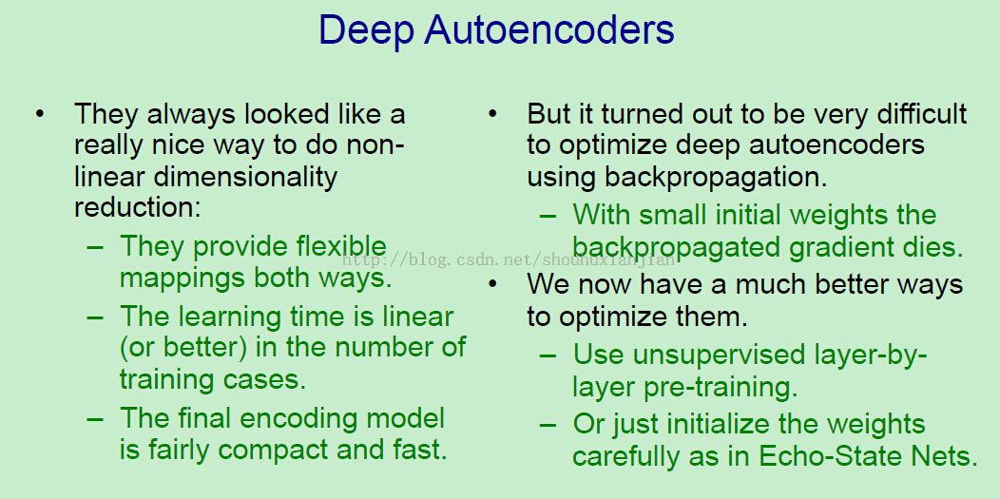 Deep Autoencoders
• They always looked like a
really nice way to do non-
linear dimensionality
reduction:
– They provide flexible
mappings both ways.
– The learning time is linear
(or better) in the number of
training cases.
– The final encoding model
is fairly compact and fast.
• But it turned out to be very difficult
to optimize deep autoencoders
using backpropagation.
– With small initial weights the
backpropagated gradient dies.
• We now have a much better ways
to optimize them.
– Use unsupervised layer-by-
layer pre-training.
– Or just initialize the weights
carefully as in Echo-State Nets.
http://blog.csdn.net/shouhuxianjian